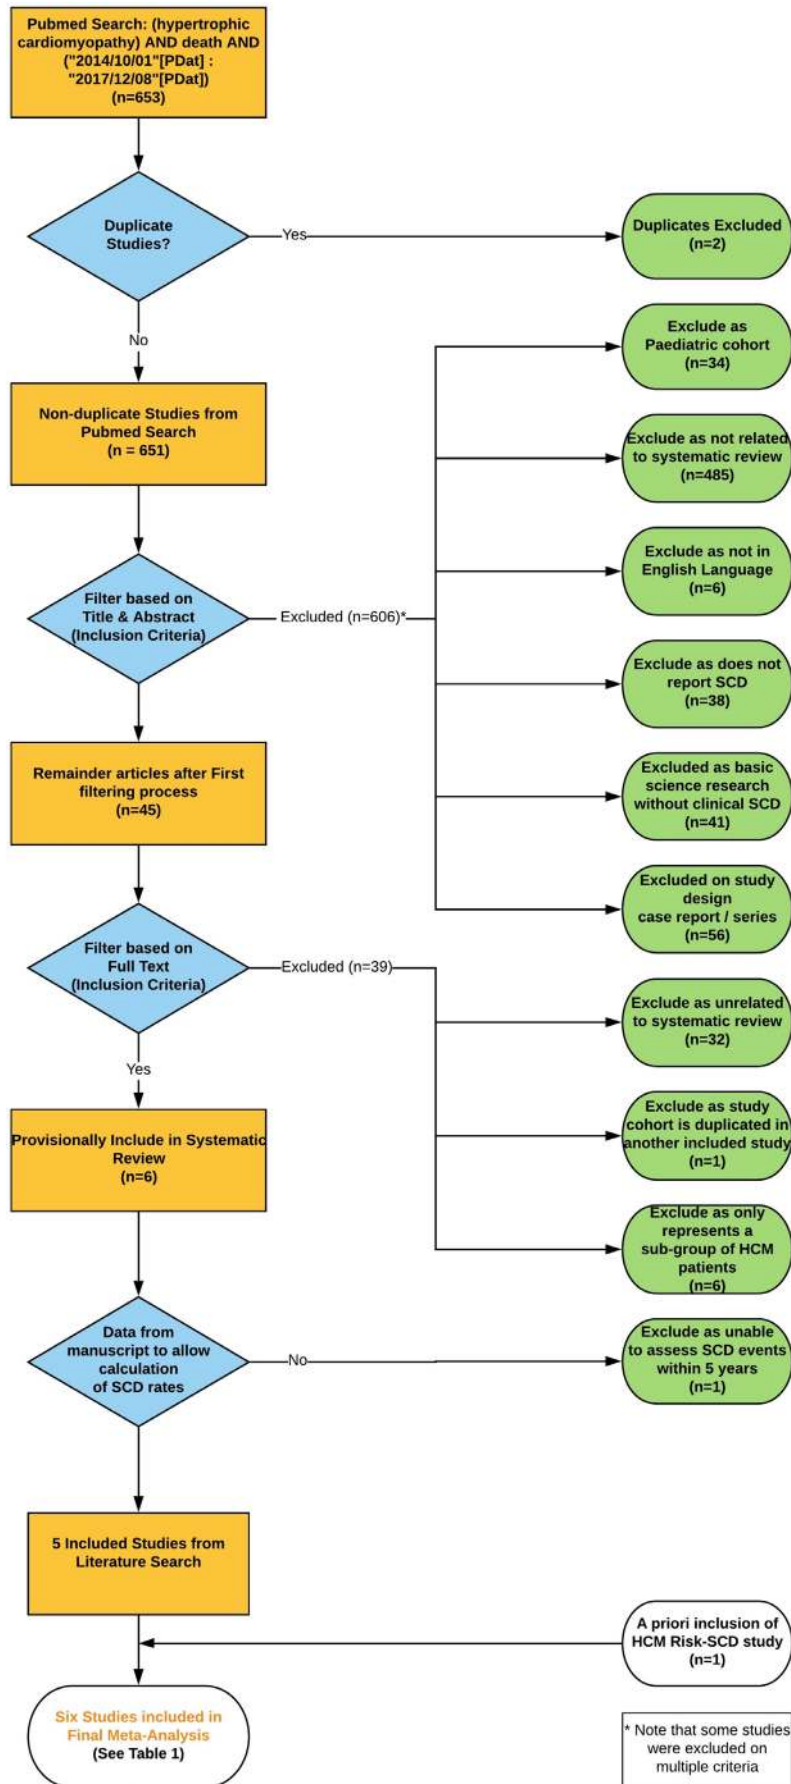 Pubmed Search: (hypertrophic
cardiomyopathy) AND death AND
("2014/10/01"[PDat] :
"2017/12/08"[PDat])
(n=653)
Duplicate
Studies?
Yes
Duplicates Excluded
(n=2)
No
Non-duplicate Studies from
Pubmed Search
(n = 651)
Filter based on
Title & Abstract
(Inclusion Criteria)
Excluded (n=606)*
Exclude as
Paediatric cohort
(n=34)
Exclude as not related
to systematic review
(n=485)
Exclude as not in
English Language
(n=6)
Exclude as does not
report SCD
(n=38)
Excluded as basic
science research
without clinical SCD
(n=41)
Excluded on study
design
case report / series
(n=56)
Remainder articles after First
filtering process
(n=45)
Filter based on
Full Text
(Inclusion Criteria)
Excluded (n=39)
Exclude as unrelated
to systematic review
(n=32)
Exclude as study
cohort is duplicated in
another included study
(n=1)
Exclude as only
represents a
sub-group of HCM
patients
(n=6)
Yes
Provisionally Include in Systematic
Review
(n=6)
Data from
manuscript to allow
calculation
of SCD rates
No
Exclude as unable
to assess SCD events
within 5 years
(n=1)
5 Included Studies from
Literature Search
A priori inclusion of
HCM Risk-SCD study
(n=1)
Six Studies included in
Final Meta-Analysis
(See Table 1)
* Note that some studies
were excluded on
multiple criteria